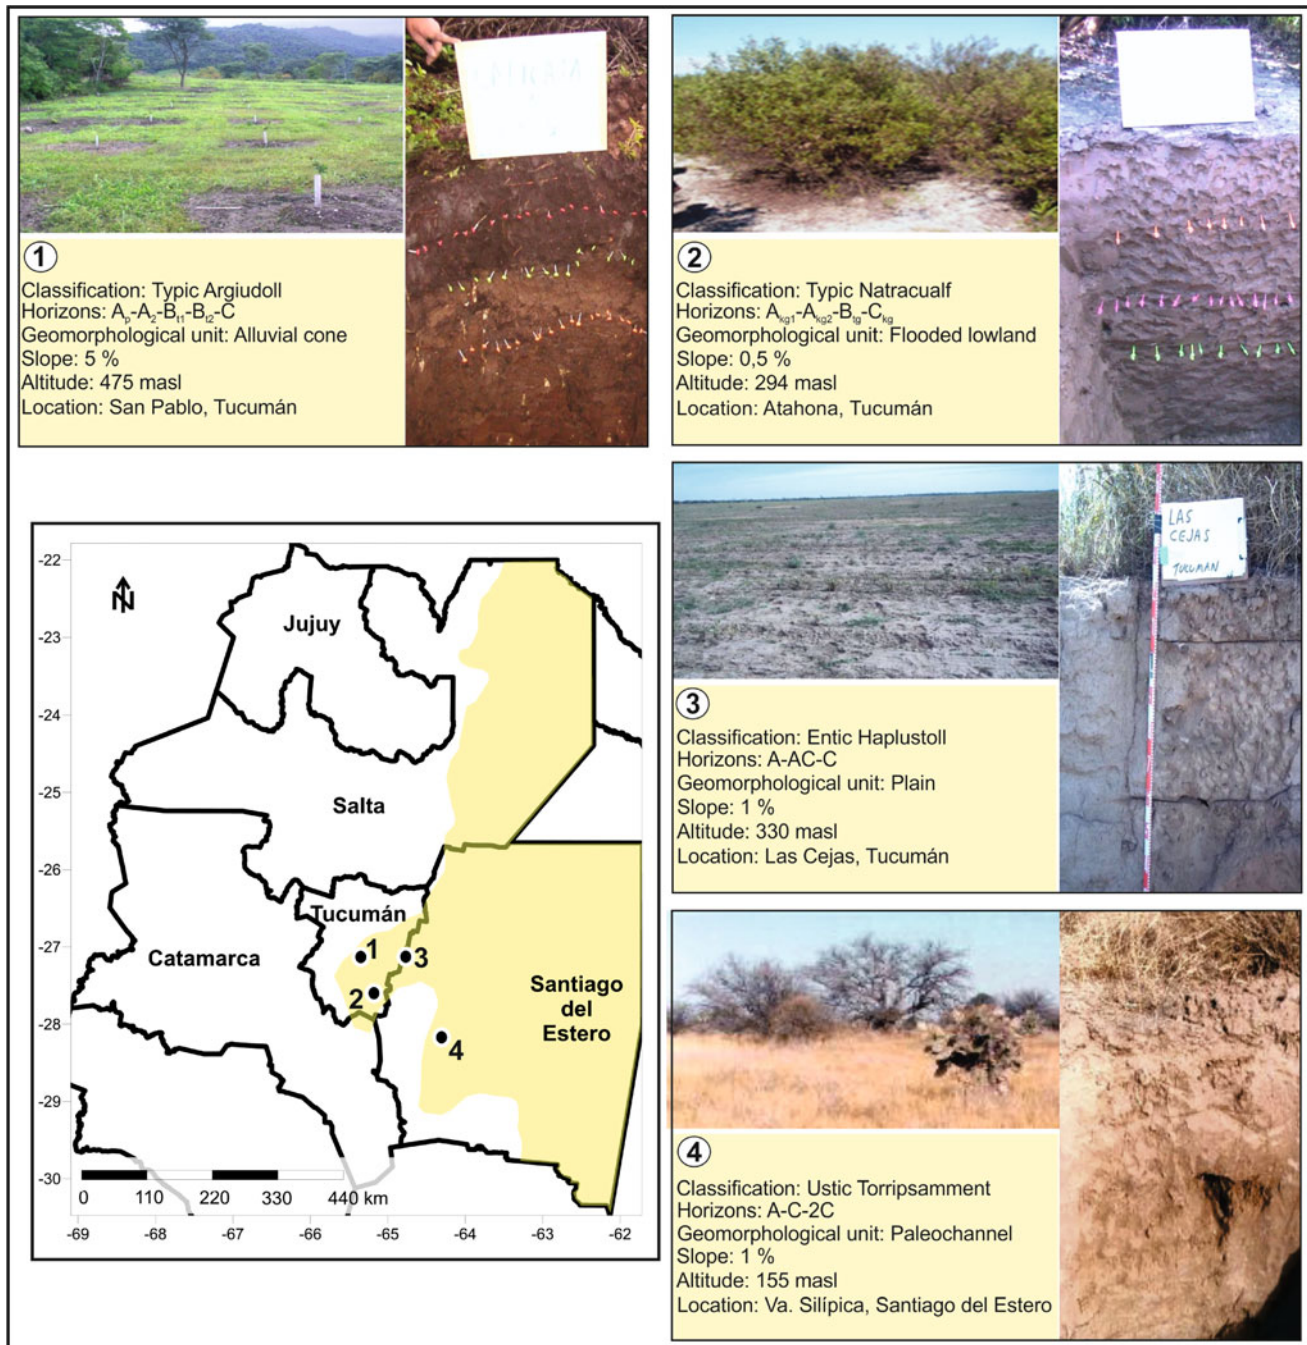 1
Classification: Typic Argiudoll
Horizons: Ap-A2-Bt1-Bt2-C
Geomorphological unit: Alluvial cone
Slope: 5 %
Altitude: 475 masl
Location: San Pablo, Tucumán
2
Classification: Typic Natracualf
Horizons: Akg1-Akg2-Btg-Ckg
Geomorphological unit: Flooded lowland
Slope: 0,5 %
Altitude: 294 masl
Location: Atahona, Tucumán
LAS
CEJAS
TUCUMAN
3
Classification: Entic Haplustoll
Horizons: A-AC-C
Geomorphological unit: Plain
Slope: 1 %
Altitude: 330 masl
Location: Las Cejas, Tucumán
4
Classification: Ustic Torripsamment
Horizons: A-C-2C
Geomorphological unit: Paleochannel
Slope: 1 %
Altitude: 155 masl
Location: Va. Silípica, Santiago del Estero
-22
-23
-24
-25
-26
-27
-28
-29
-30
N
Jujuy
Salta
Tucumán
Catamarca
1
3
2
4
Santiago
del
Estero
0 110 220 330 440 km
-69 -68 -67 -66 -65 -64 -63 -62